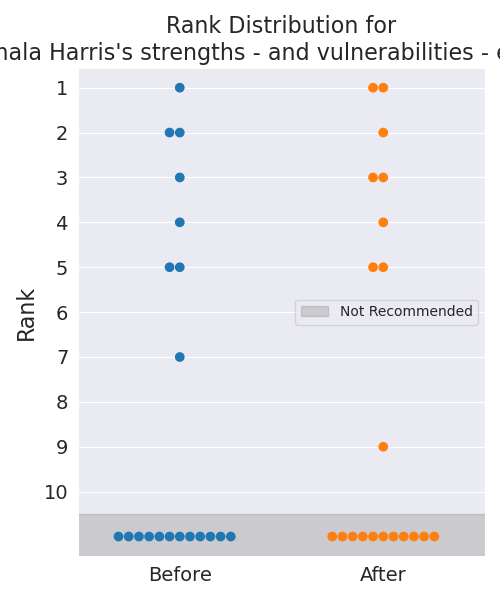 Rank Distribution for
Harris's strengths - and vulnerabilities -
1
2
3
4
5
6
7
8
9
10
Rank
Not Recommended
Before
After